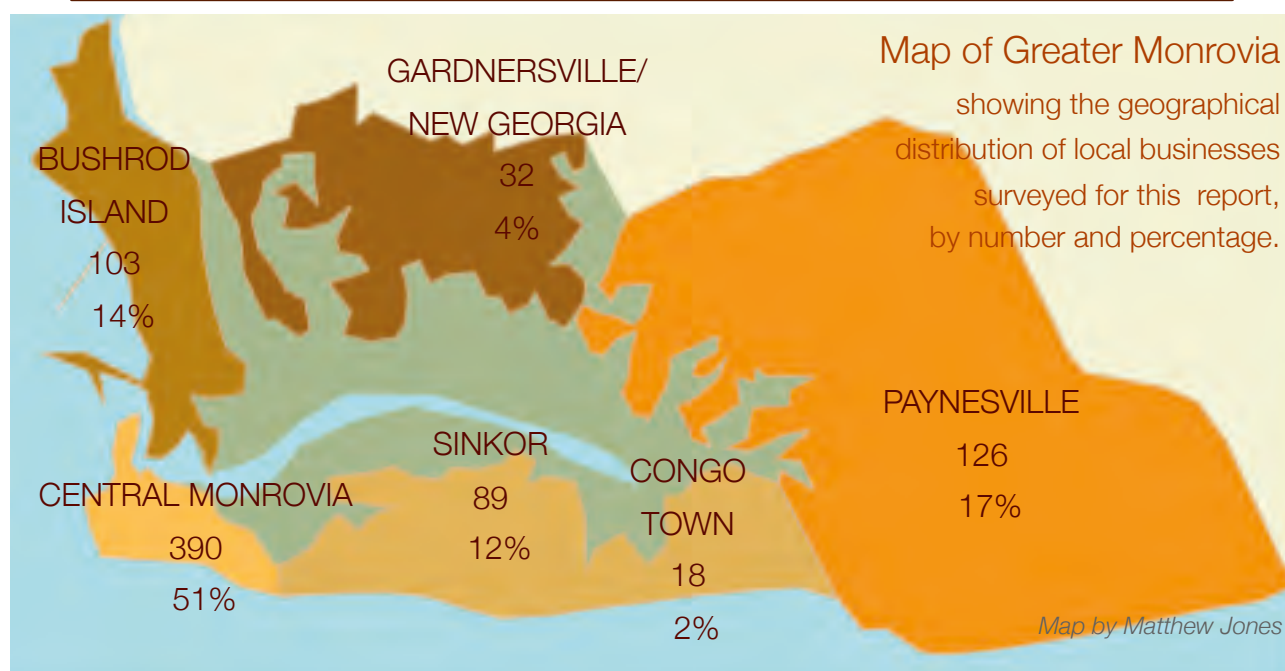 Map of Greater Monrovia
showing the geographical
distribution of local businesses
surveyed for this report,
by number and percentage.
GARDNERSVILLE/
NEW GEORGIA
32
4%
BUSHROD
ISLAND
103
14%
PAYNESVILLE
126
17%
SINKOR
89
12%
CONGO
TOWN
18
2%
CENTRAL MONROVIA
390
51%
Map by Matthew Jones